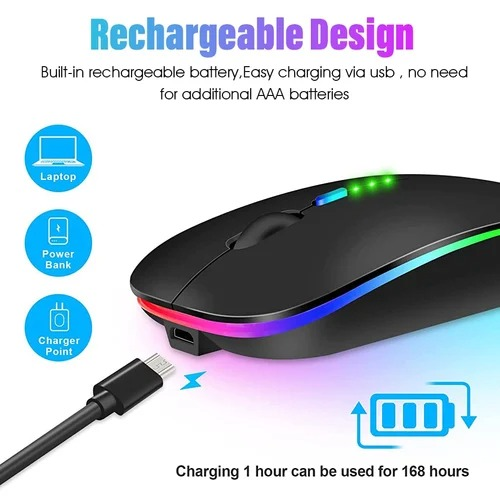 Rechargeable Design
Built-in rechargeable battery,Easy charging via usb , no need
for additional AAA batteries
Laptop
Power
Bank
Charger
Point
Charging 1 hour can be used for 168 hours